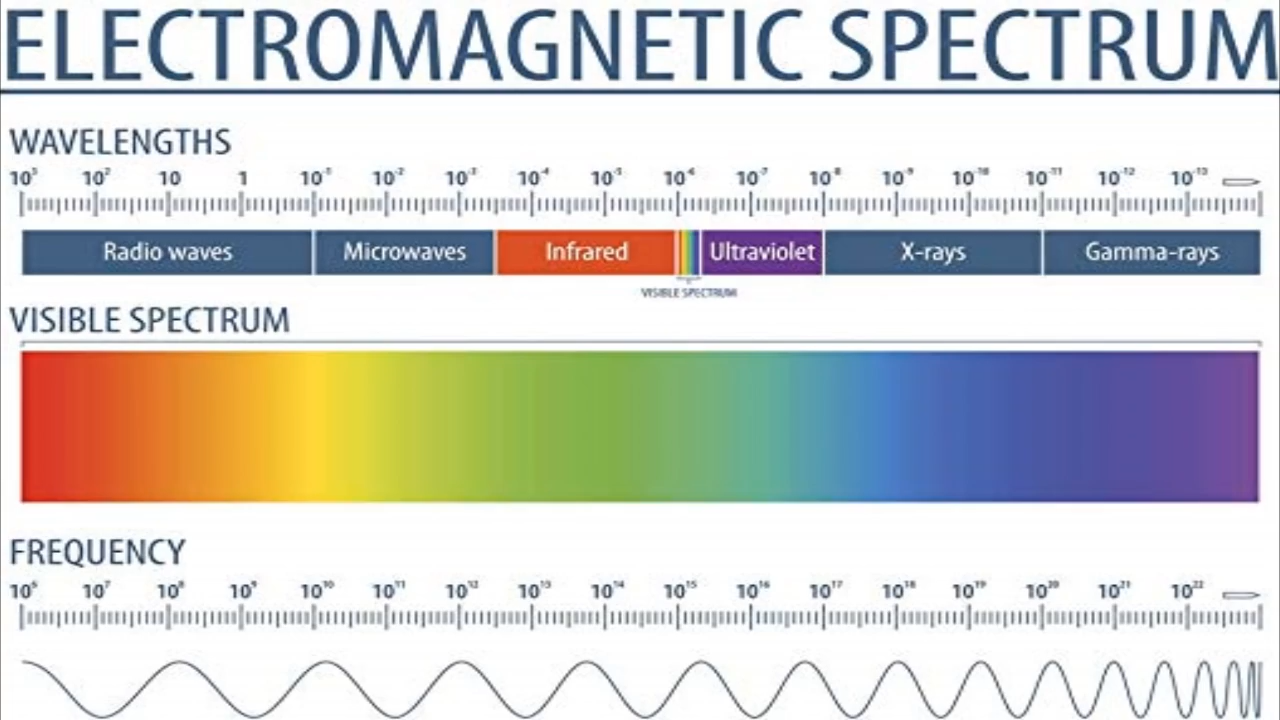 ELECTROMAGNETIC SPECTRUM
WAVELENGTHS
10³ 10² 10 1 10⁻¹ 10⁻² 10⁻³ 10⁻⁴ 10⁻⁵ 10⁻⁶ 10⁻⁷ 10⁻⁸ 10⁻⁹ 10⁻¹⁰ 10⁻¹¹ 10⁻¹² 10⁻¹³
Radio waves Microwaves Infrared Ultraviolet X-rays Gamma-rays
VISIBLE SPECTRUM
VISIBLE SPECTRUM
FREQUENCY
10⁶ 10⁷ 10⁸ 10⁹ 10¹⁰ 10¹¹ 10¹² 10¹³ 10¹⁴ 10¹⁵ 10¹⁶ 10¹⁷ 10¹⁸ 10¹⁹ 10²⁰ 10²¹ 10²²